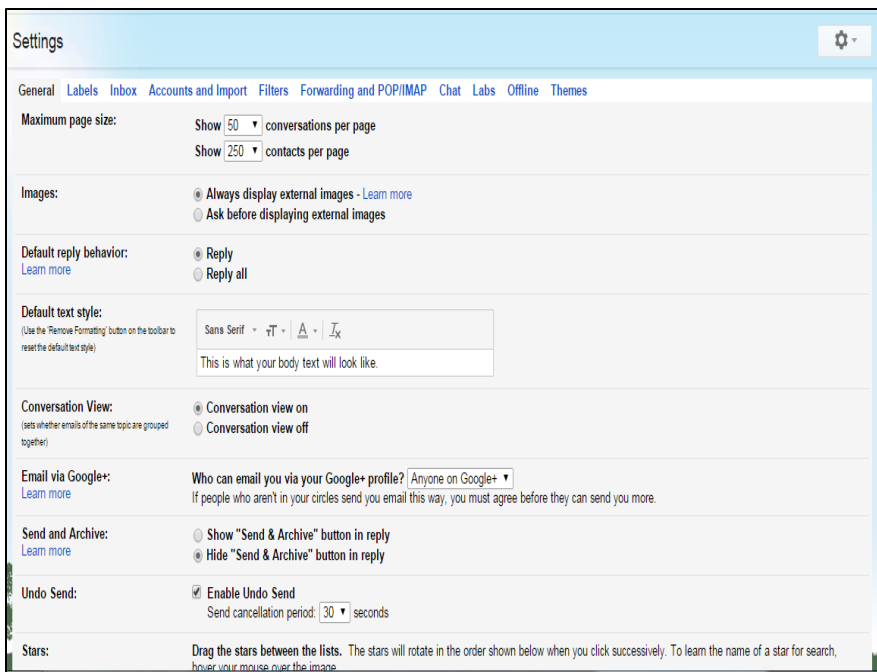 Settings
General Labels Inbox Accounts and Import Filters Forwarding and POP/IMAP Chat Labs Offline Themes
Maximum page size:
Show 50 conversations per page
Show 250 contacts per page
Images:
Always display external images - Learn more
Ask before displaying external images
Default reply behavior:
Learn more
Reply
Reply all
Default text style:
(Use the 'Remove Formatting' button on the toolbar to
reset the default text style)
Sans Serif
This is what your body text will look like.
Conversation View:
(sets whether emails of the same topic are grouped
together)
Conversation view on
Conversation view off
Email via Google+:
Learn more
Who can email you via your Google+ profile? Anyone on Google+
If people who aren't in your circles send you email this way, you must agree before they can send you more.
Send and Archive:
Learn more
Show "Send & Archive" button in reply
Hide "Send & Archive" button in reply
Undo Send:
Enable Undo Send
Send cancellation period: 30 seconds
Stars:
Drag the stars between the lists. The stars will rotate in the order shown below when you click successively. To learn the name of a star for search,
hover your mouse over the image.